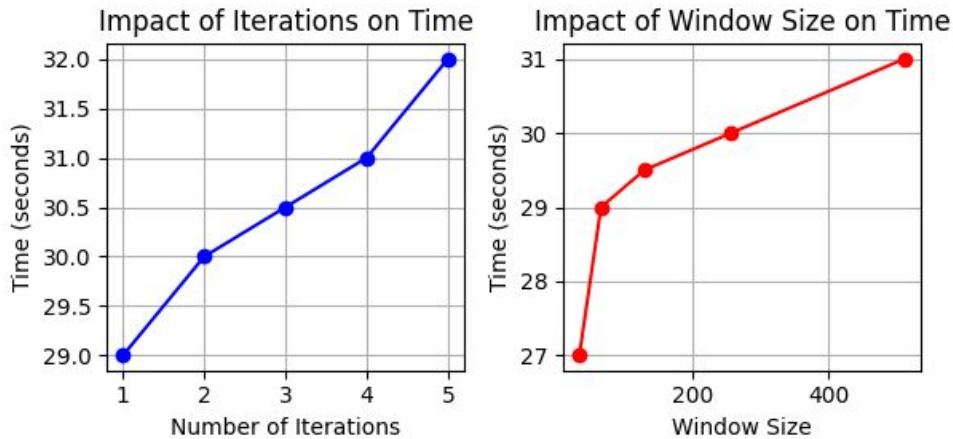 Impact of Iterations on Time
32.0
31.5
31.0
30.5
30.0
29.5
29.0
Time (seconds)
1 2 3 4 5
Number of Iterations
Impact of Window Size on Time
31
30
29
28
27
Time (seconds)
200 400
Window Size